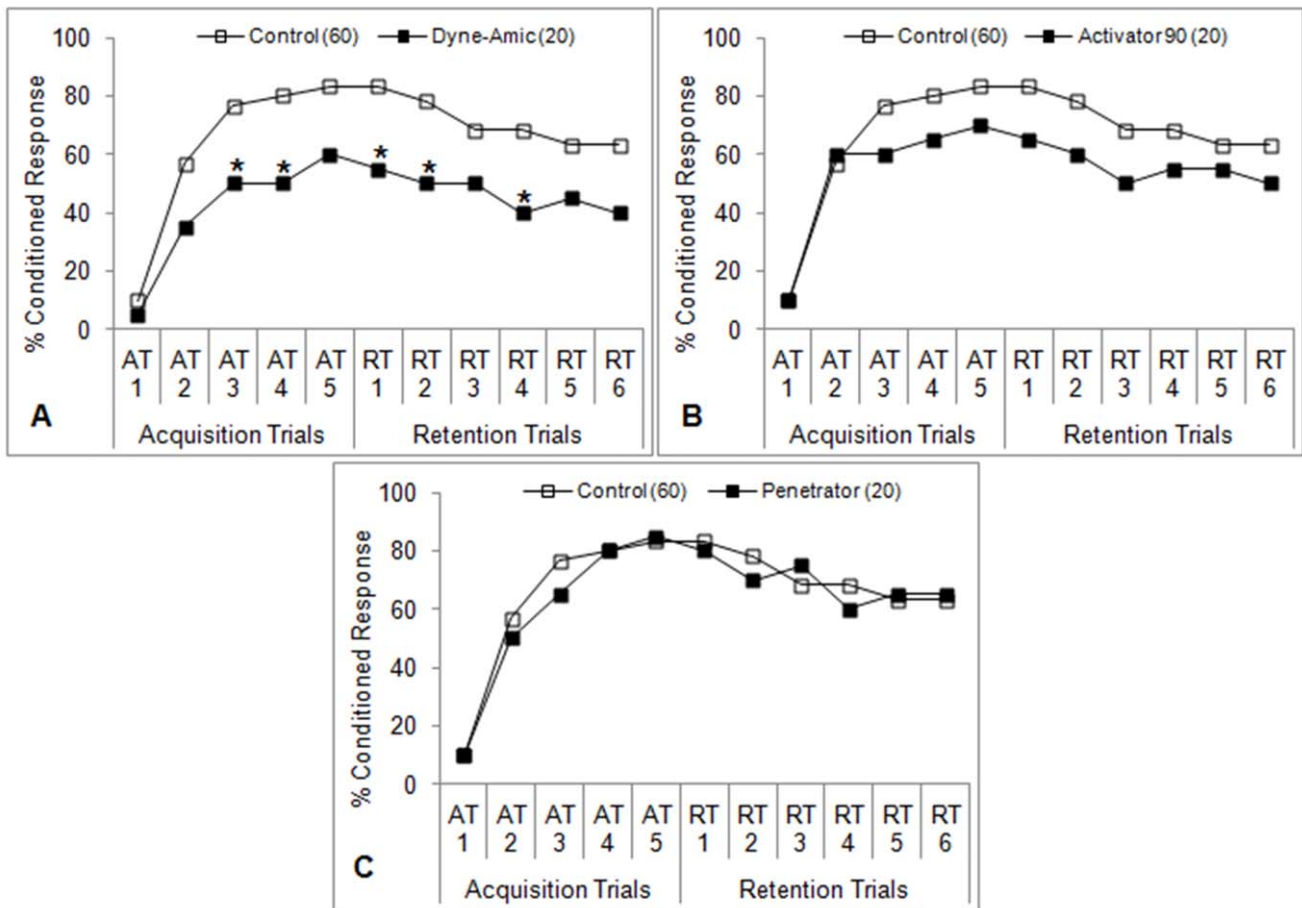 Control (60) Dyne-Amic (20)
% Conditioned Response
100
80
60
40
20
0
* * * * *
AT AT AT AT AT RT RT RT RT RT RT
1 2 3 4 5 1 2 3 4 5 6
Acquisition Trials Retention Trials
A
Control (60) Activator 90 (20)
% Conditioned Response
100
80
60
40
20
0
AT AT AT AT AT RT RT RT RT RT RT
1 2 3 4 5 1 2 3 4 5 6
Acquisition Trials Retention Trials
B
Control (60) Penetrator (20)
% Conditioned Response
100
80
60
40
20
0
AT AT AT AT AT RT RT RT RT RT RT
1 2 3 4 5 1 2 3 4 5 6
Acquisition Trials Retention Trials
C